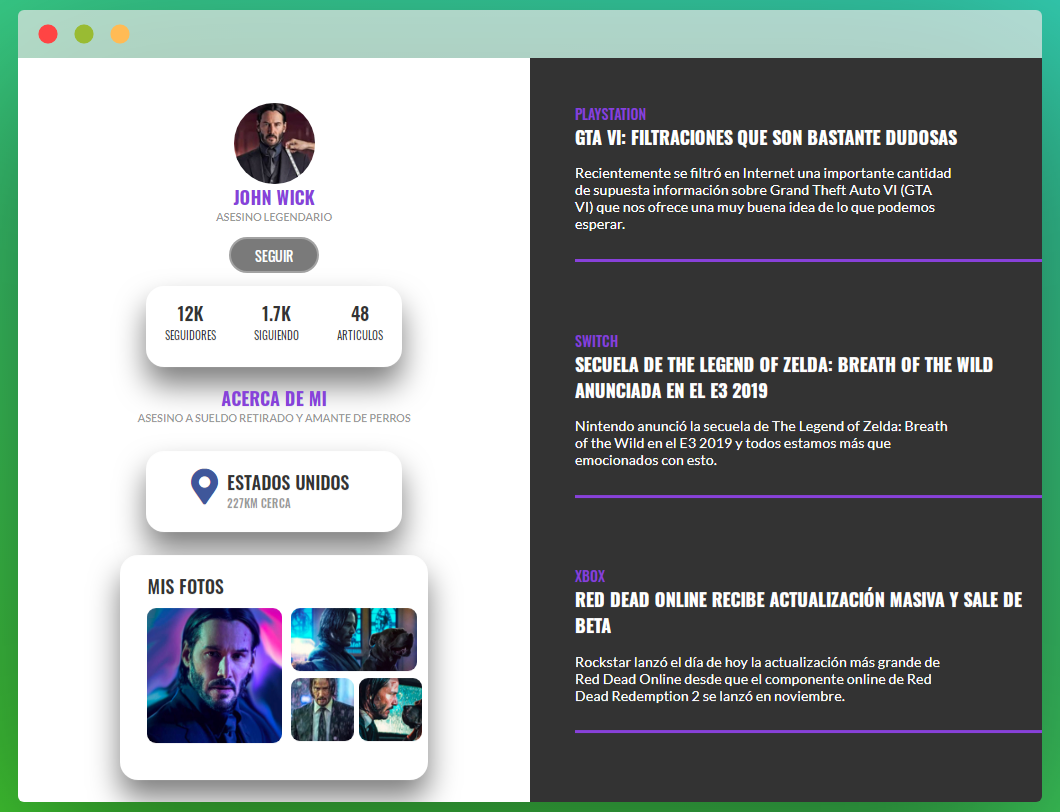 JOHN WICK
ASESINO LEGENDARIO
SEGUIR
12K 1.7K 48
SEGUIDORES SIGUIENDO ARTICULOS
ACERCA DE MI
ASESINO A SUELDO RETIRADO Y AMANTE DE PERROS
ESTADOS UNIDOS
227KM CERCA
MIS FOTOS
PLAYSTATION
GTA VI: FILTRACIONES QUE SON BASTANTE DUDOSAS
Recientemente se filtró en Internet una importante cantidad
de supuesta información sobre Grand Theft Auto VI (GTA
VI) que nos ofrece una muy buena idea de lo que podemos
esperar.
SWITCH
SECUELA DE THE LEGEND OF ZELDA: BREATH OF THE WILD
ANUNCIADA EN EL E3 2019
Nintendo anunció la secuela de The Legend of Zelda: Breath
of the Wild en el E3 2019 y todos estamos más que
emocionados con esto.
XBOX
RED DEAD ONLINE RECIBE ACTUALIZACIÓN MASIVA Y SALE DE
BETA
Rockstar lanzó el día de hoy la actualización más grande de
Red Dead Online desde que el componente online de Red
Dead Redemption 2 se lanzó en noviembre.